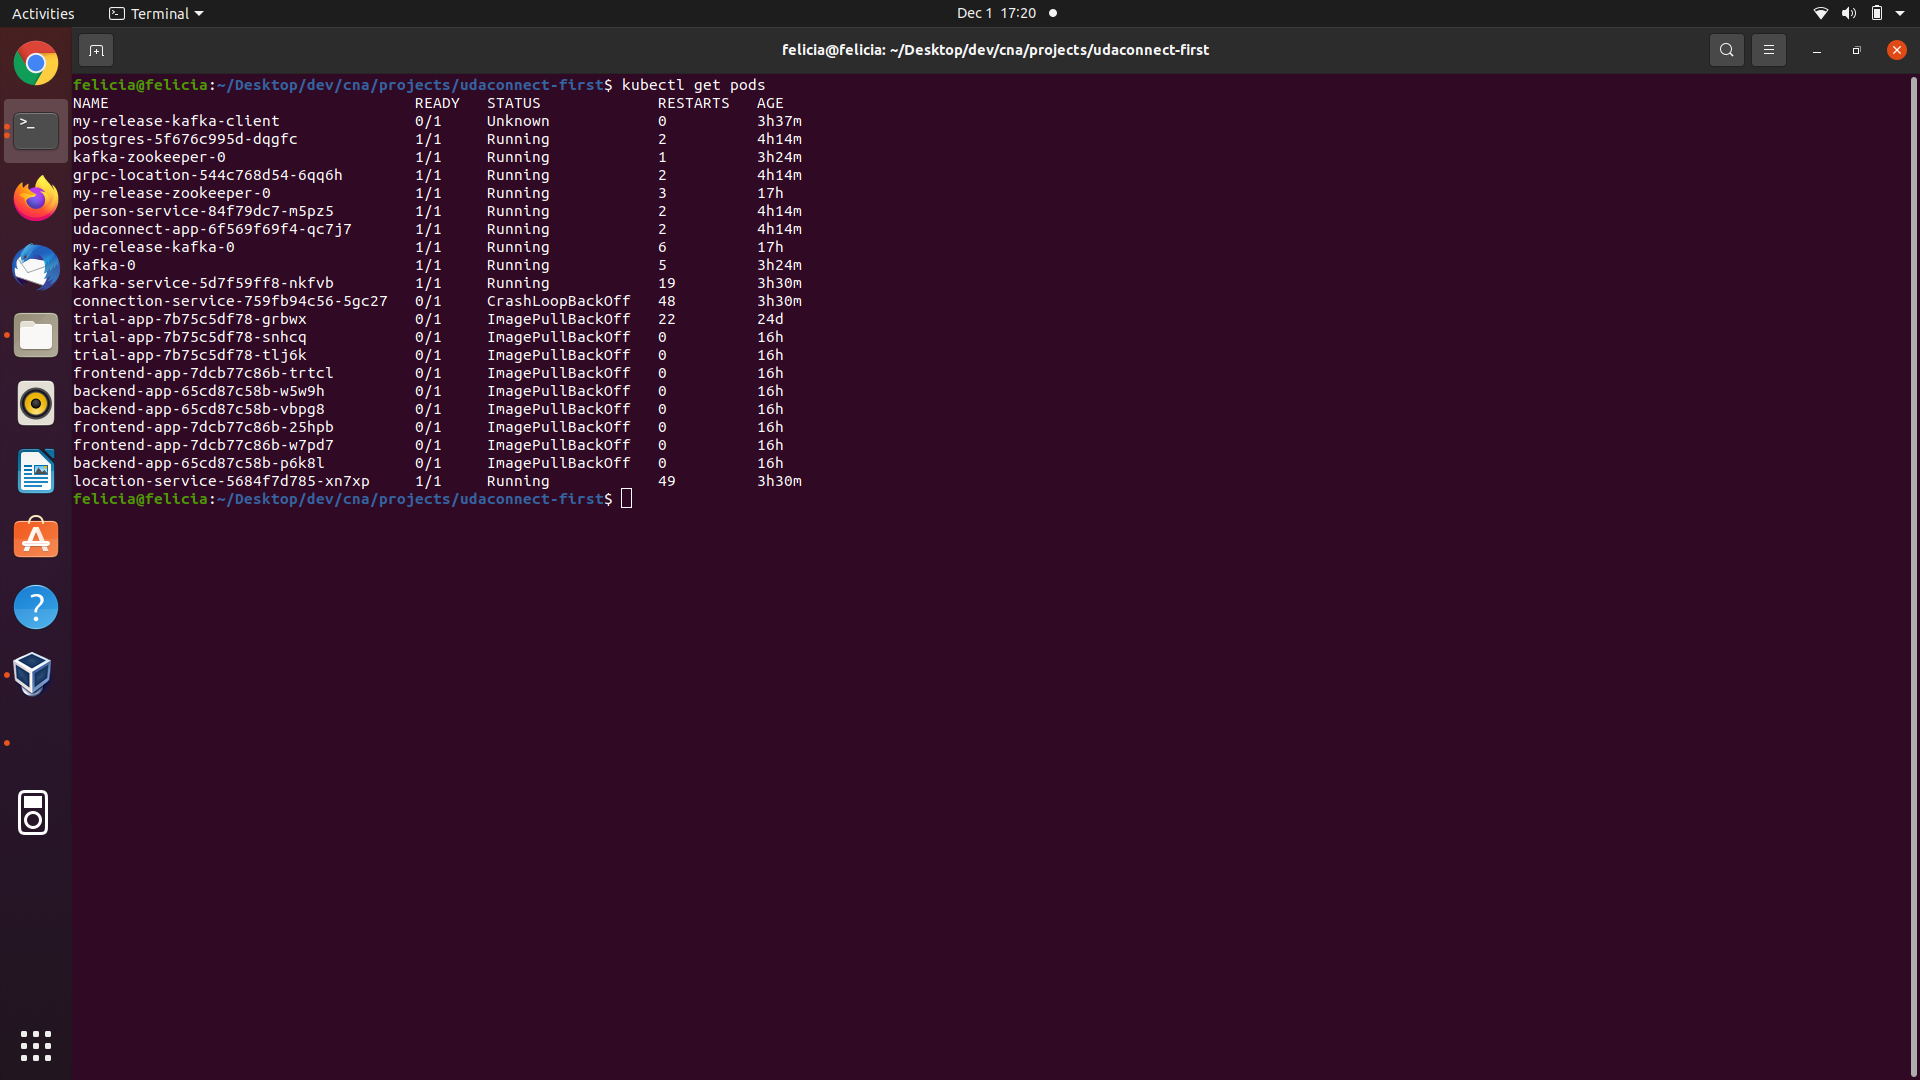 Activities Terminal Dec 1 17:20
felicia@felicia: ~/Desktop/dev/cna/projects/udaconnect-first
felicia@felicia:~/Desktop/dev/cna/projects/udaconnect-first$ kubectl get pods
NAME READY STATUS RESTARTS AGE
my-release-kafka-client 0/1 Unknown 0 3h37m
postgres-5f676c995d-dqgfc 1/1 Running 2 4h14m
kafka-zookeeper-0 1/1 Running 1 3h24m
grpc-location-544c768d54-6qq6h 1/1 Running 2 4h14m
my-release-zookeeper-0 1/1 Running 3 17h
person-service-84f79dc7-m5pz5 1/1 Running 2 4h14m
udaconnect-app-6f569f69f4-qc7j7 1/1 Running 2 4h14m
my-release-kafka-0 1/1 Running 6 17h
kafka-0 1/1 Running 5 3h24m
kafka-service-5d7f59ff8-nkfvb 1/1 Running 19 3h30m
connection-service-759fb94c56-5gc27 0/1 CrashLoopBackOff 48 3h30m
trial-app-7b75c5df78-grbwx 0/1 ImagePullBackOff 22 24d
trial-app-7b75c5df78-snhcq 0/1 ImagePullBackOff 0 16h
trial-app-7b75c5df78-tlj6k 0/1 ImagePullBackOff 0 16h
frontend-app-7dcb77c86b-trtcl 0/1 ImagePullBackOff 0 16h
backend-app-65cd87c58b-w5w9h 0/1 ImagePullBackOff 0 16h
backend-app-65cd87c58b-vbpg8 0/1 ImagePullBackOff 0 16h
frontend-app-7dcb77c86b-25hpb 0/1 ImagePullBackOff 0 16h
frontend-app-7dcb77c86b-w7pd7 0/1 ImagePullBackOff 0 16h
backend-app-65cd87c58b-p6k8l 0/1 ImagePullBackOff 0 16h
location-service-5684f7d785-xn7xp 1/1 Running 49 3h30m
felicia@felicia:~/Desktop/dev/cna/projects/udaconnect-first$